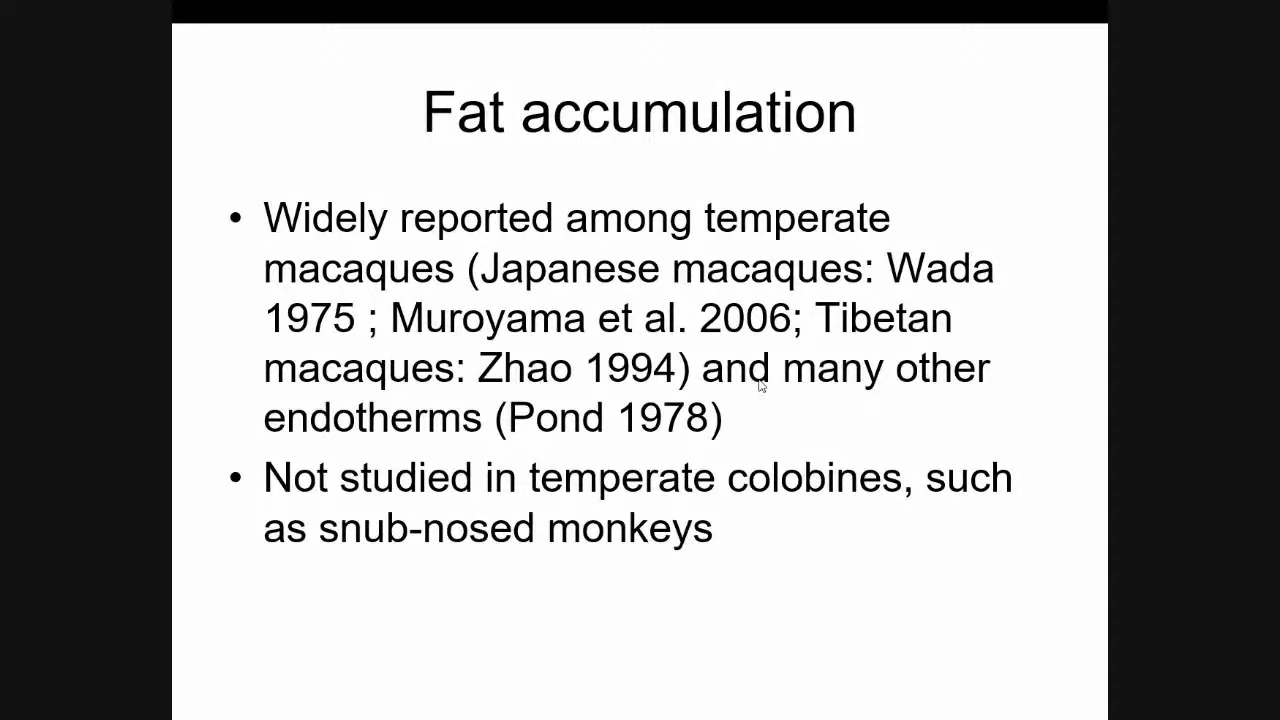 Fat accumulation
• Widely reported among temperate
macaques (Japanese macaques: Wada
1975 ; Muroyama et al. 2006; Tibetan
macaques: Zhao 1994) and many other
endotherms (Pond 1978)
• Not studied in temperate colobines, such
as snub-nosed monkeys